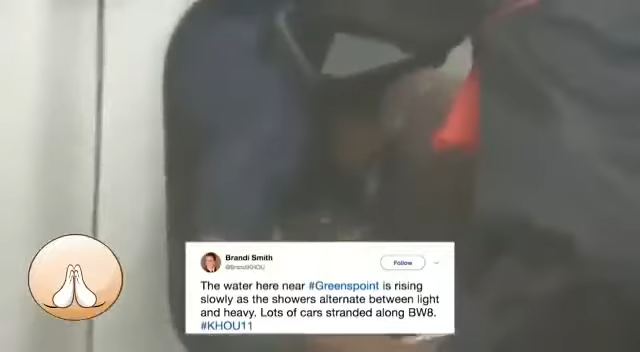 Brandi Smith
@BrandiKHOU
Follow
The water here near #Greenspoint is rising
slowly as the showers alternate between light
and heavy. Lots of cars stranded along BW8.
#KHOU11